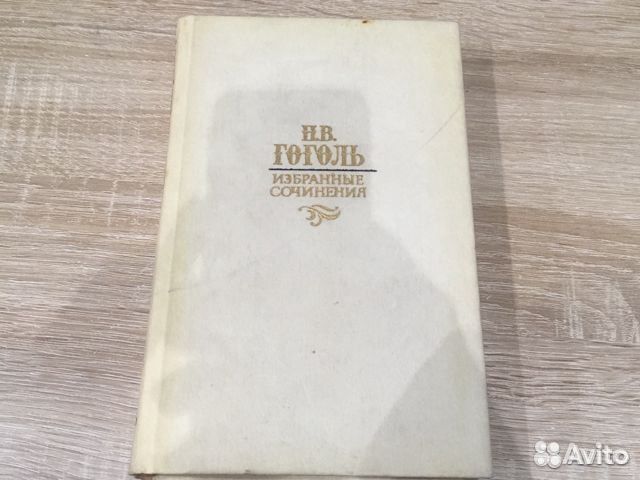 Н.В.
ГОГОЛЬ
ИЗБРАННЫЕ
СОЧИНЕНИЯ
Avito